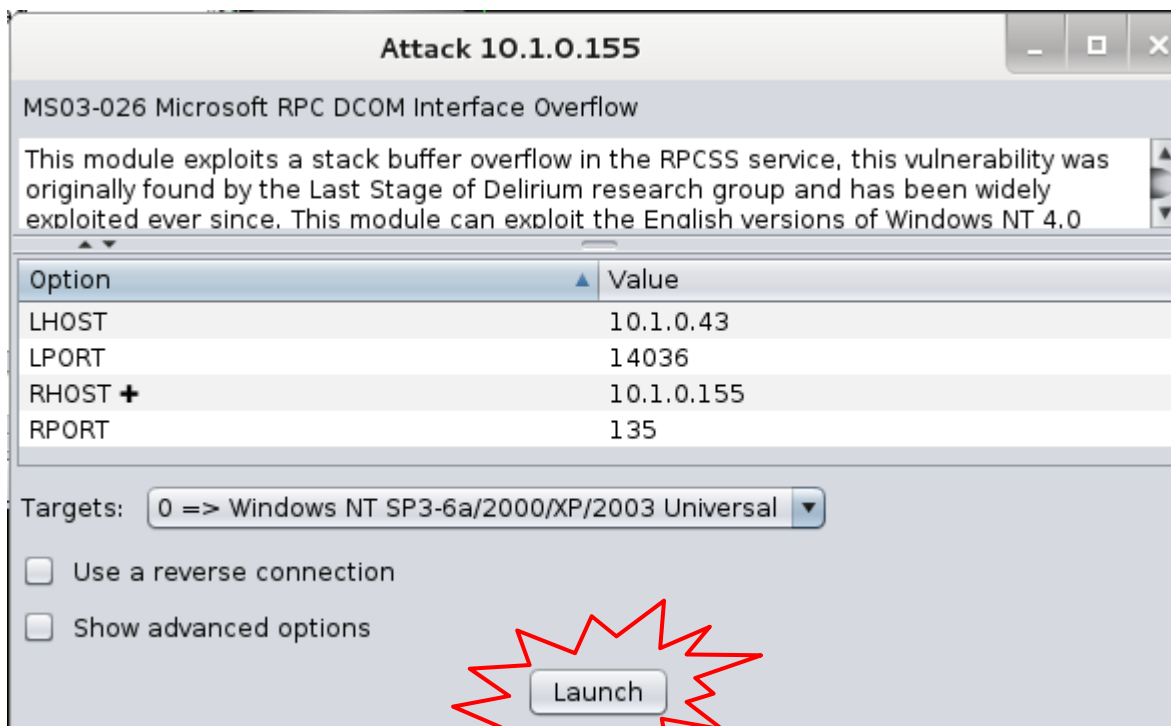 Attack 10.1.0.155
MS03-026 Microsoft RPC DCOM Interface Overflow
This module exploits a stack buffer overflow in the RPCSS service, this vulnerability was
originally found by the Last Stage of Delirium research group and has been widely
exploited ever since. This module can exploit the English versions of Windows NT 4.0
Option Value
LHOST 10.1.0.43
LPORT 14036
RHOST ✚ 10.1.0.155
RPORT 135
Targets: 0 => Windows NT SP3-6a/2000/XP/2003 Universal
Use a reverse connection
Show advanced options
Launch